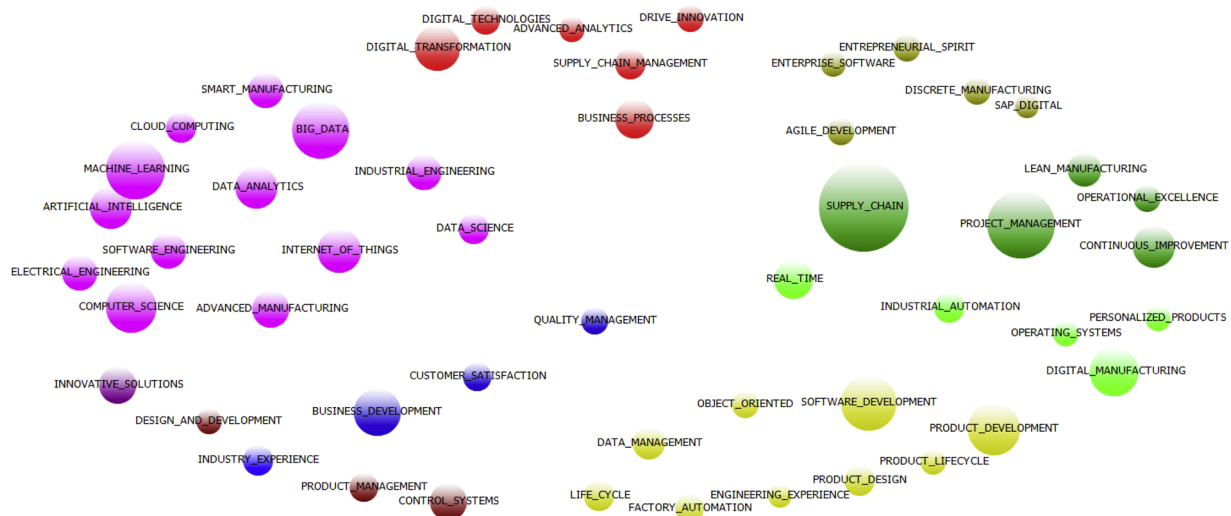 DIGITAL_TECHNOLOGIES
DRIVE_INNOVATION
ADVANCED_ANALYTICS
DIGITAL_TRANSFORMATION
ENTREPRENEURIAL_SPIRIT
SUPPLY_CHAIN_MANAGEMENT
ENTERPRISE_SOFTWARE
SMART_MANUFACTURING
DISCRETE_MANUFACTURING
SAP_DIGITAL
BUSINESS_PROCESSES
CLOUD_COMPUTING
BIG_DATA
AGILE_DEVELOPMENT
MACHINE_LEARNING
INDUSTRIAL_ENGINEERING
LEAN_MANUFACTURING
DATA_ANALYTICS
OPERATIONAL_EXCELLENCE
ARTIFICIAL_INTELLIGENCE
SUPPLY_CHAIN
PROJECT_MANAGEMENT
DATA_SCIENCE
CONTINUOUS_IMPROVEMENT
SOFTWARE_ENGINEERING
INTERNET_OF_THINGS
ELECTRICAL_ENGINEERING
REAL_TIME
COMPUTER_SCIENCE
ADVANCED_MANUFACTURING
INDUSTRIAL_AUTOMATION
PERSONALIZED_PRODUCTS
QUALITY_MANAGEMENT
OPERATING_SYSTEMS
DIGITAL_MANUFACTURING
CUSTOMER_SATISFACTION
INNOVATIVE_SOLUTIONS
OBJECT_ORIENTED
SOFTWARE_DEVELOPMENT
BUSINESS_DEVELOPMENT
DESIGN_AND_DEVELOPMENT
PRODUCT_DEVELOPMENT
DATA_MANAGEMENT
INDUSTRY_EXPERIENCE
PRODUCT_LIFECYCLE
PRODUCT_DESIGN
PRODUCT_MANAGEMENT
LIFE_CYCLE
ENGINEERING_EXPERIENCE
CONTROL_SYSTEMS
FACTORY_AUTOMATION